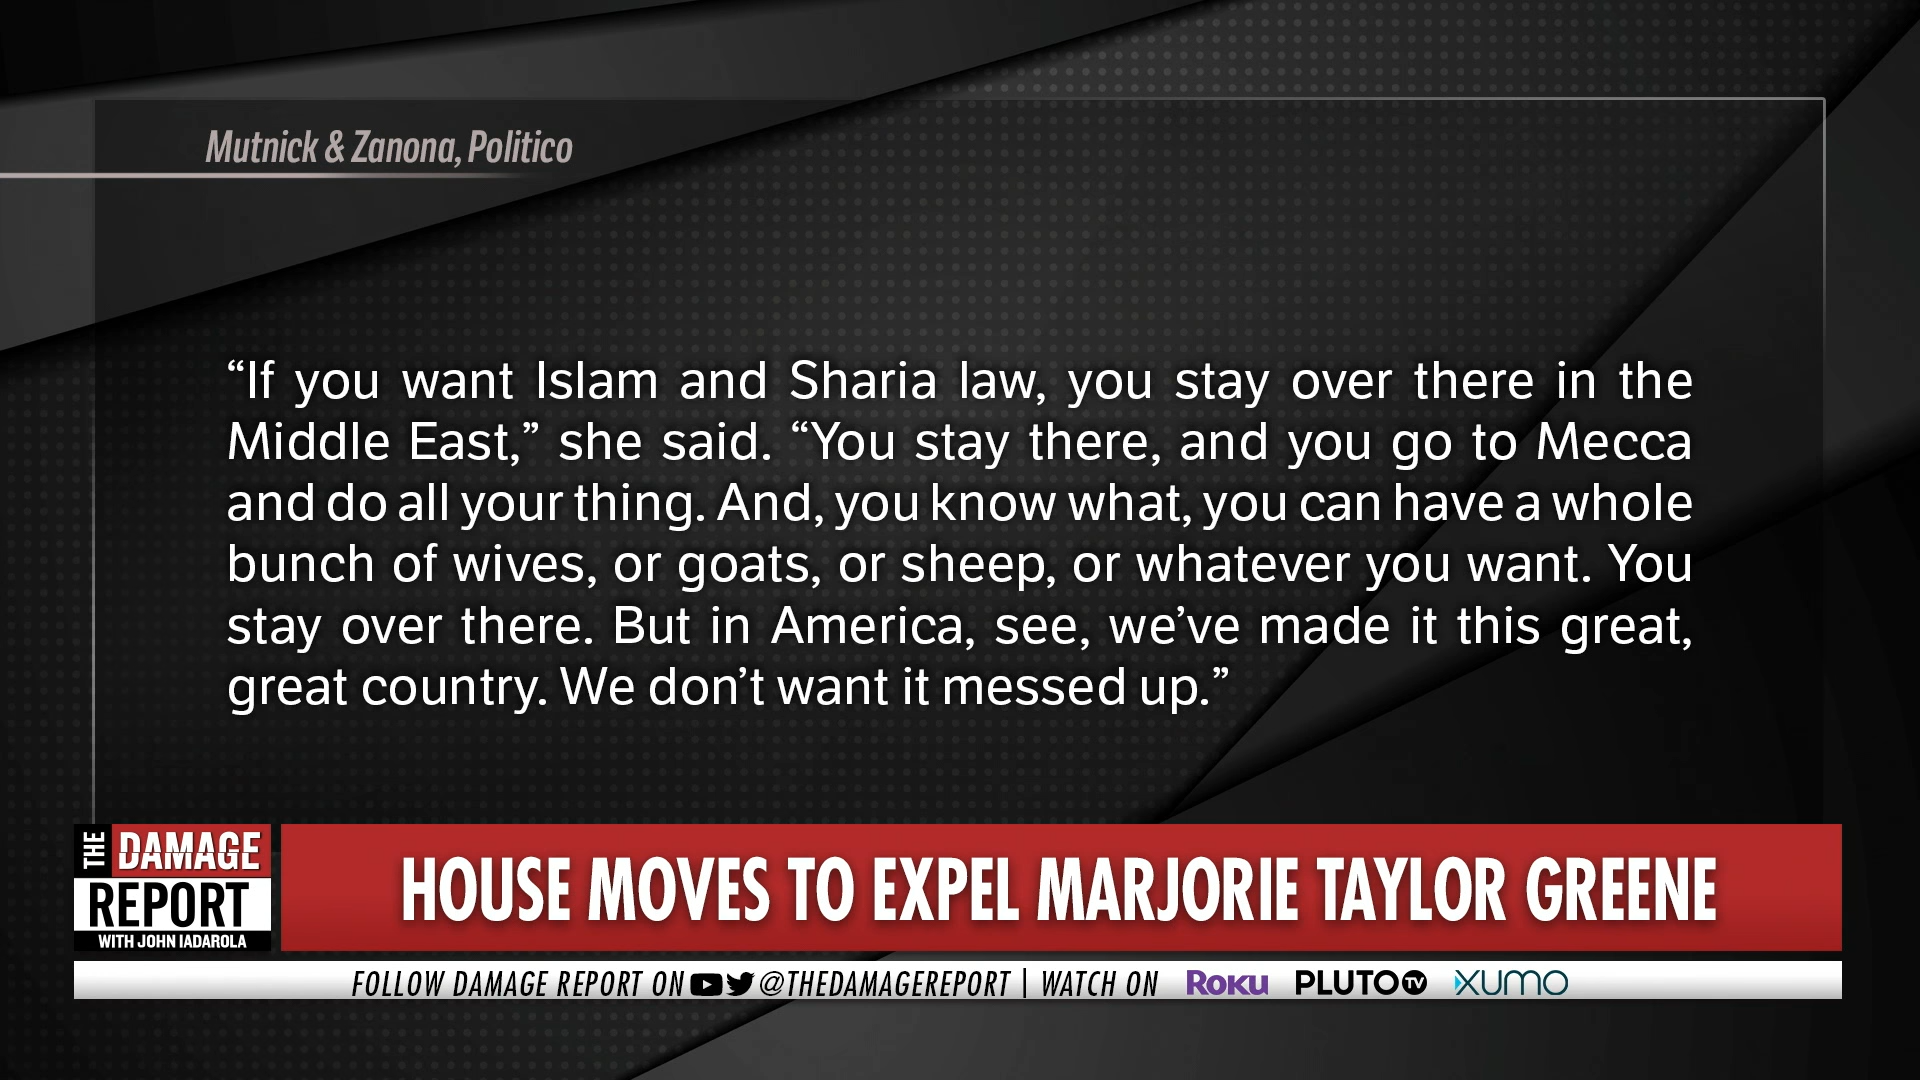 Mutnick & Zanona, Politico
“If you want Islam and Sharia law, you stay over there in the
Middle East,” she said. “You stay there, and you go to Mecca
and do all your thing. And, you know what, you can have a whole
bunch of wives, or goats, or sheep, or whatever you want. You
stay over there. But in America, see, we’ve made it this great,
great country. We don’t want it messed up.”
THE DAMAGE
REPORT
WITH JOHN IADAROLA
HOUSE MOVES TO EXPEL MARJORIE TAYLOR GREENE
FOLLOW DAMAGE REPORT ON @THEDAMAGEREPORT | WATCH ON ROKU PLUTO TV XUMO